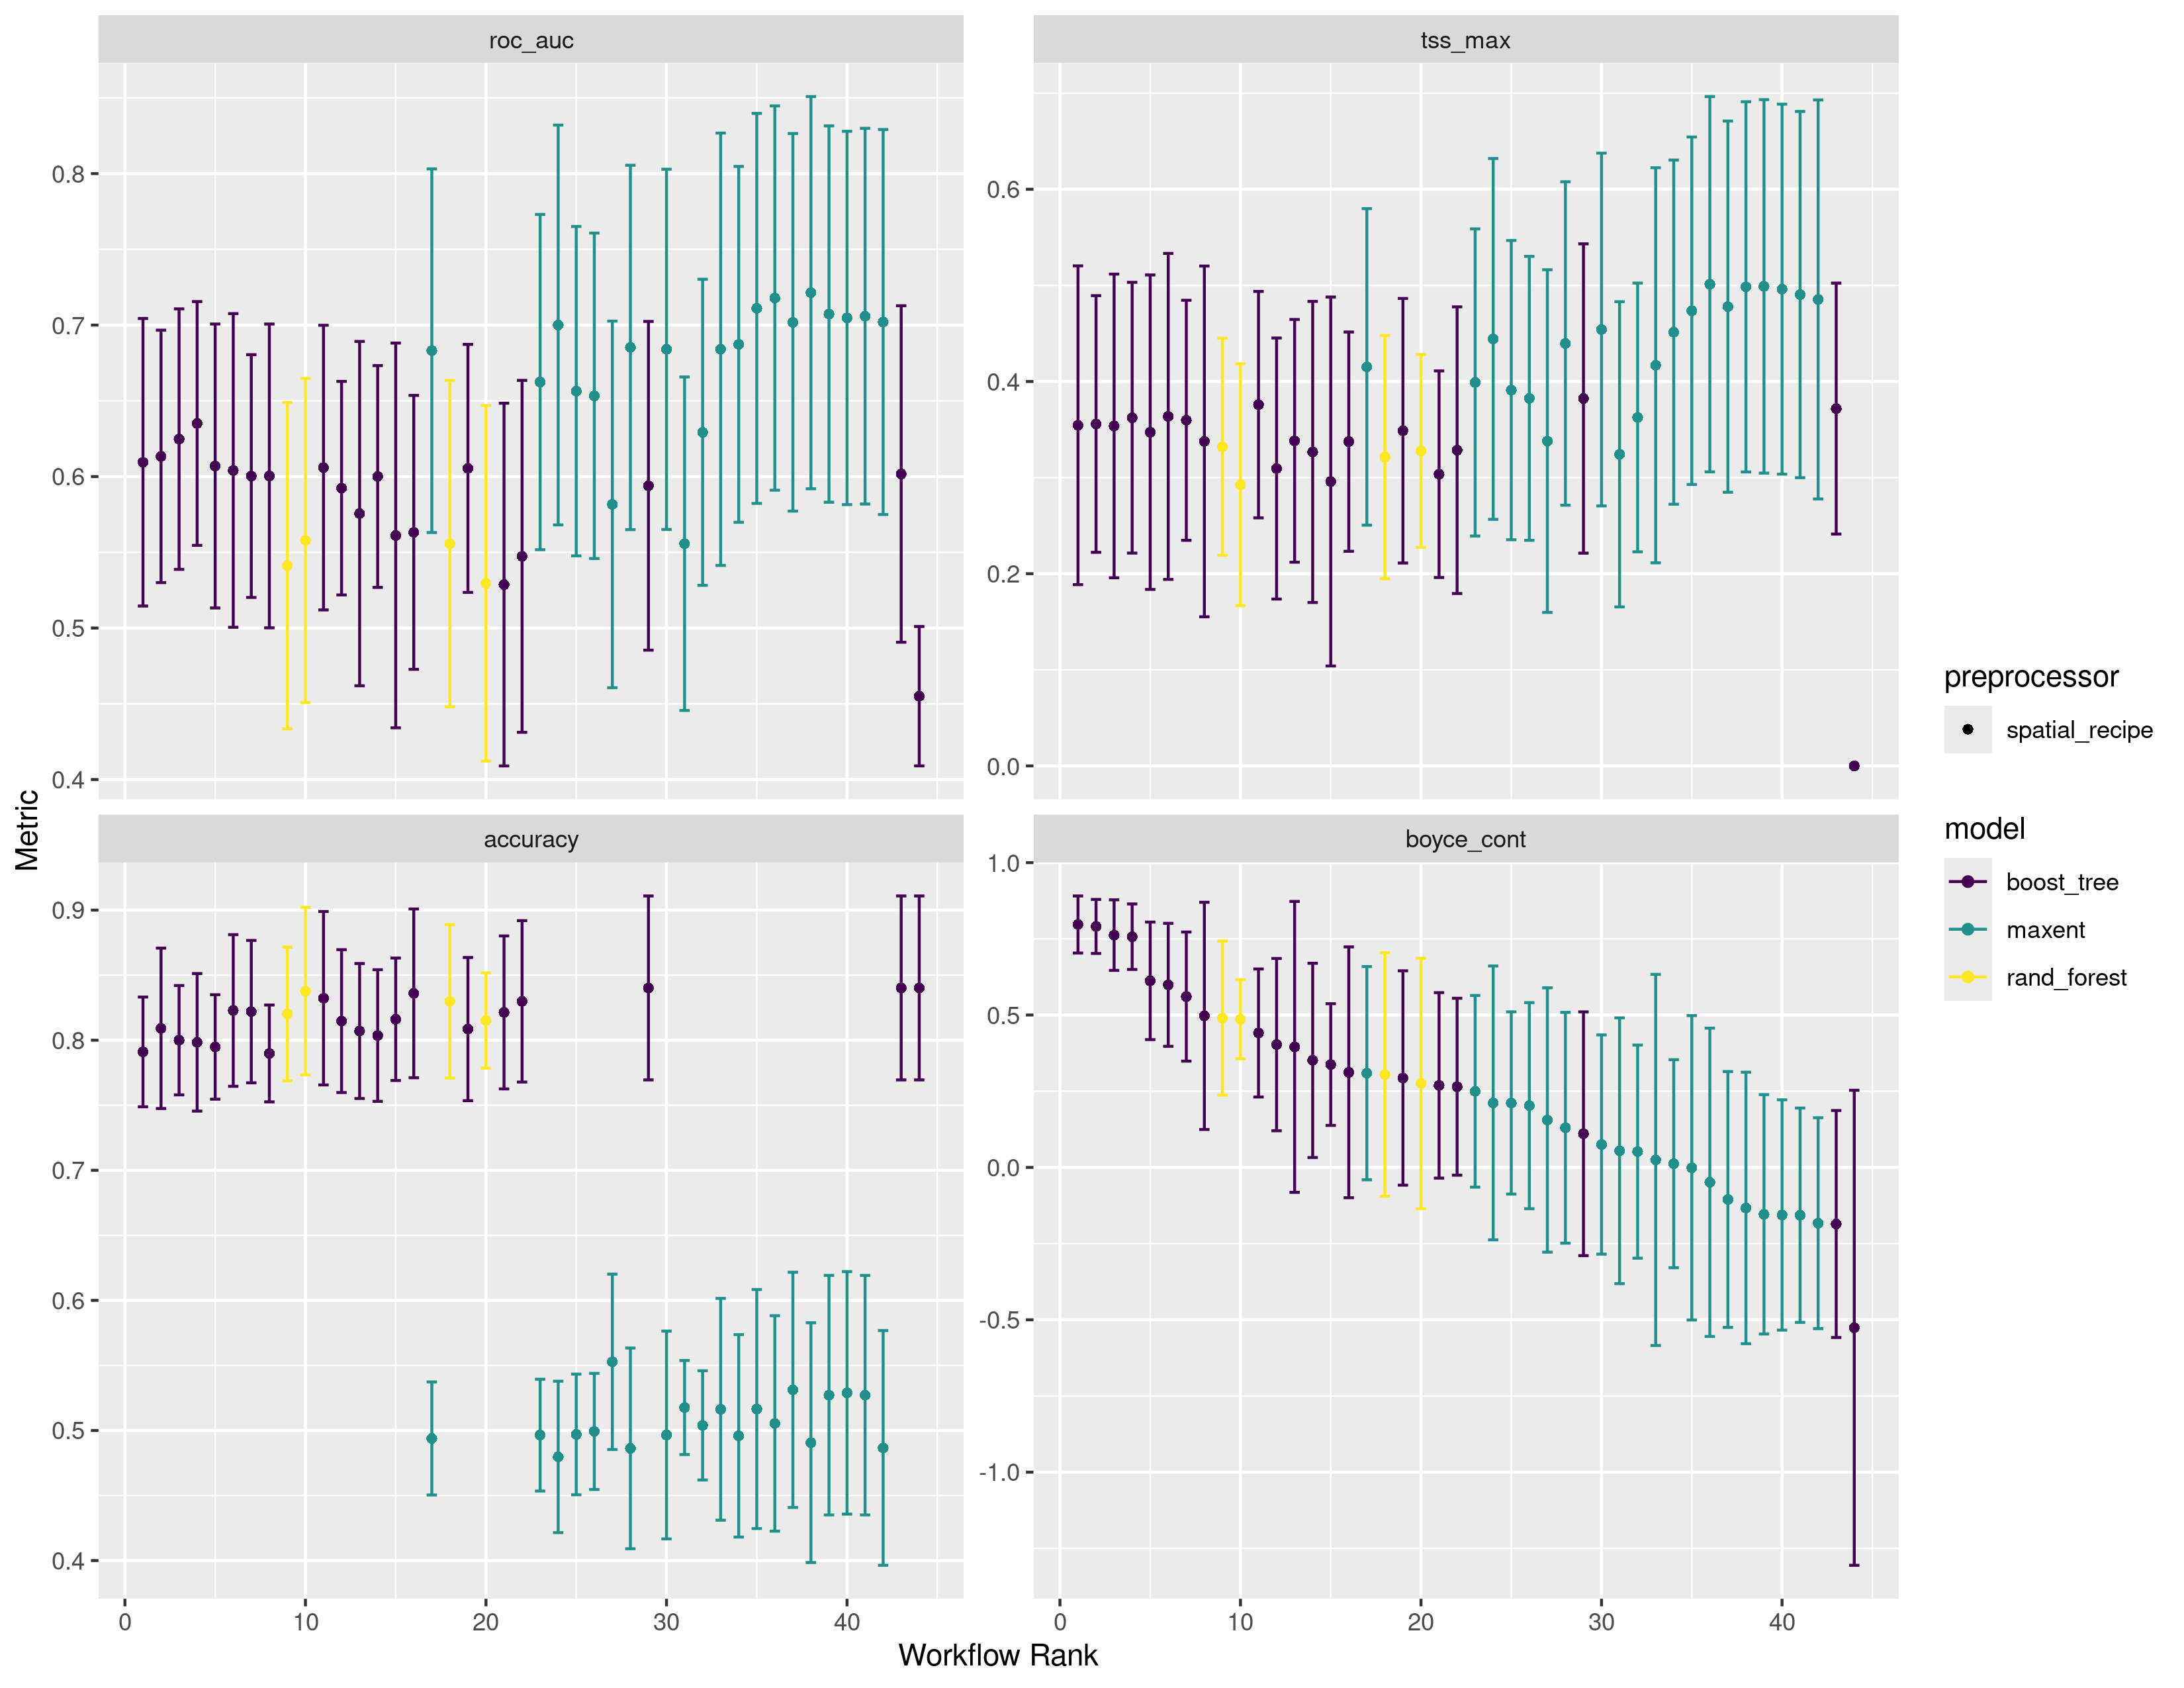 roc_auc
tss_max
0.8
0.7
0.6
0.5
0.4
0.6
0.4
0.2
0.0
accuracy
boyce_cont
0.9
0.8
0.7
0.6
0.5
0.4
1.0
0.5
0.0
-0.5
-1.0
0 10 20 30 40
0 10 20 30 40
Workflow Rank
Metric
preprocessor
spatial_recipe
model
boost_tree
maxent
rand_forest